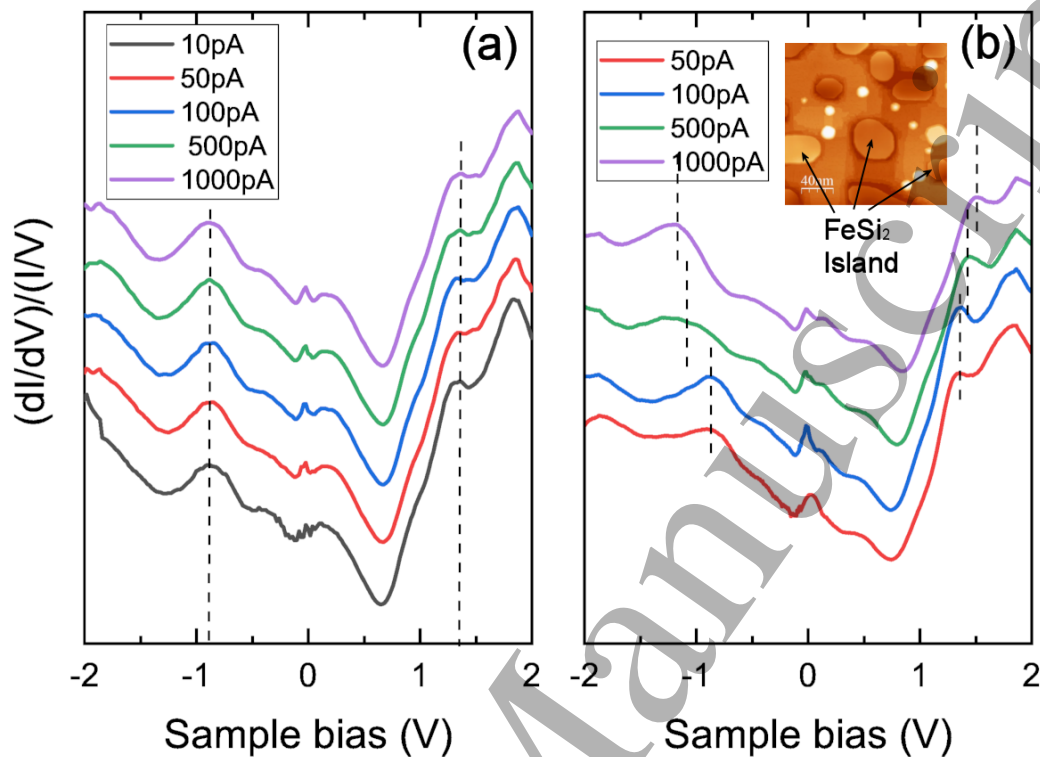 (a)
10pA
50pA
100pA
500pA
1000pA
(dI/dV)/(I/V)
-2 -1 0 1 2
Sample bias (V)
(b)
50pA
100pA
500pA
1000pA
40nm
FeSi₂
Island
-2 -1 0 1 2
Sample bias (V)